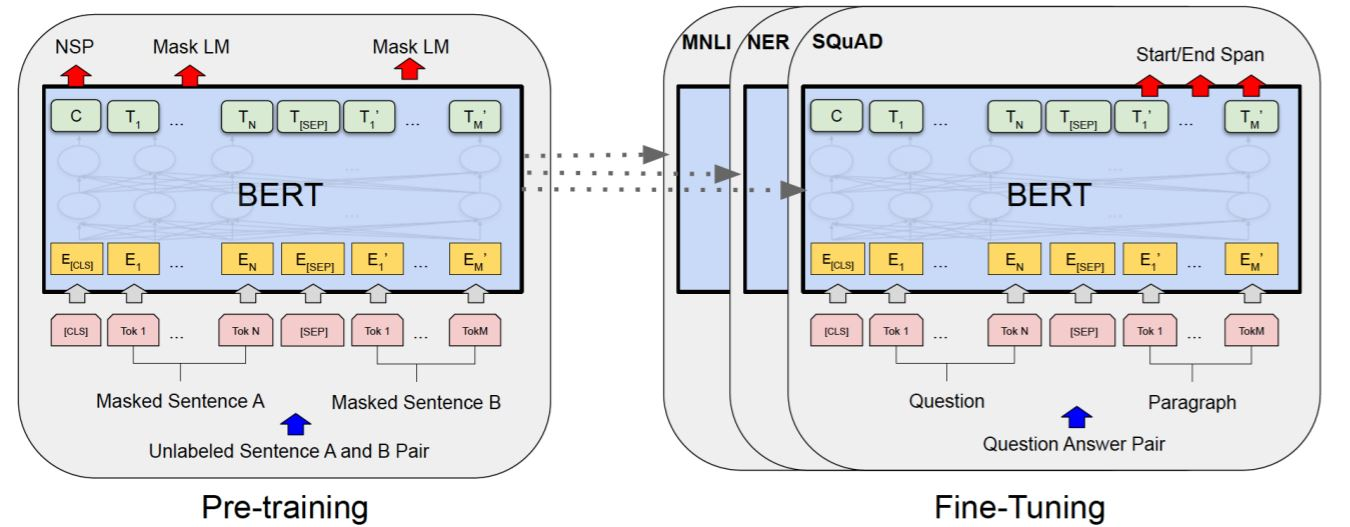 NSP Mask LM Mask LM
C T1 ... TN T[SEP] T1' ... TM'
...
BERT
...
E[CLS] E1 ... EN E[SEP] E1' ... EM'
[CLS] Tok 1 ... Tok N [SEP] Tok 1 ... TokM
Masked Sentence A Masked Sentence B
Unlabeled Sentence A and B Pair
Pre-training
MNLI NER SQuAD
Start/End Span
C T1 ... TN T[SEP] T1' ... TM'
...
BERT
...
E[CLS] E1 ... EN E[SEP] E1' ... EM'
[CLS] Tok 1 ... Tok N [SEP] Tok 1 ... TokM
Question Paragraph
Question Answer Pair
Fine-Tuning